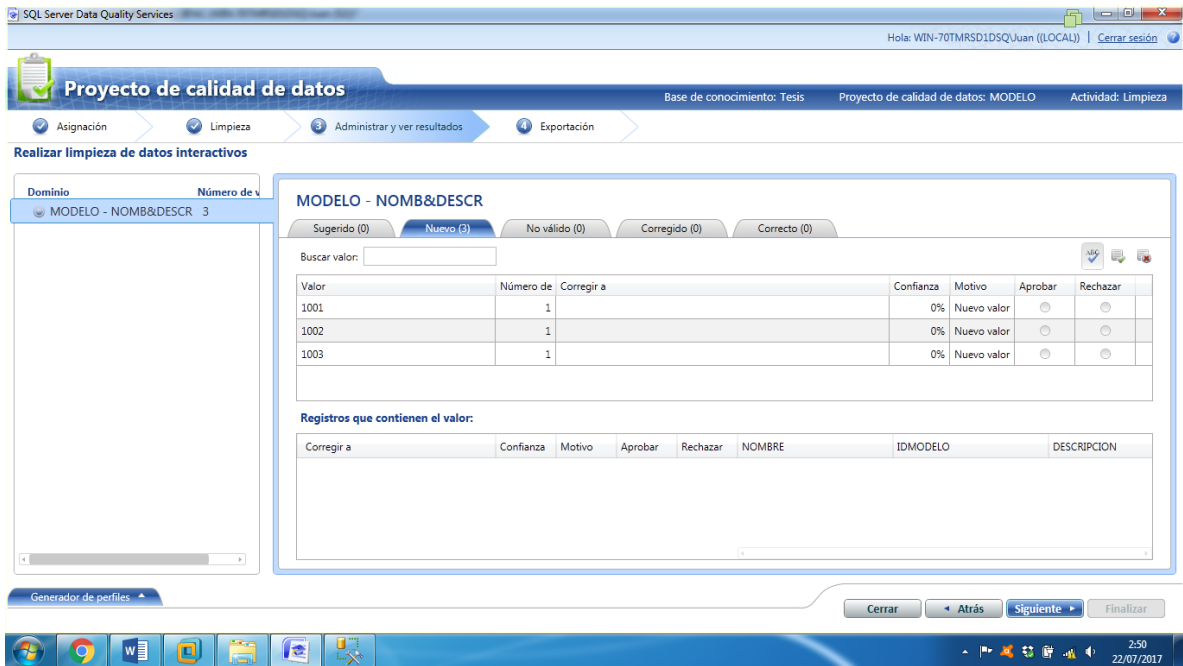 SQL Server Data Quality Services
Hola: WIN-70TMRSD1DSQ\Juan ((LOCAL)) | Cerrar sesión
Proyecto de calidad de datos
Base de conocimiento: Tesis Proyecto de calidad de datos: MODELO Actividad: Limpieza
Asignación Limpieza 3 Administrar y ver resultados 4 Exportación
Realizar limpieza de datos interactivos
Dominio Número de v
MODELO - NOMB&DESCR 3
MODELO - NOMB&DESCR
Sugerido (0) Nuevo (3) No válido (0) Corregido (0) Correcto (0)
Buscar valor:
ABC
Valor Número de Corregir a Confianza Motivo Aprobar Rechazar
1001 1 0% Nuevo valor
1002 1 0% Nuevo valor
1003 1 0% Nuevo valor
Registros que contienen el valor:
Corregir a Confianza Motivo Aprobar Rechazar NOMBRE IDMODELO DESCRIPCION
Generador de perfiles
Cerrar Atrás Siguiente Finalizar
2:50
22/07/2017